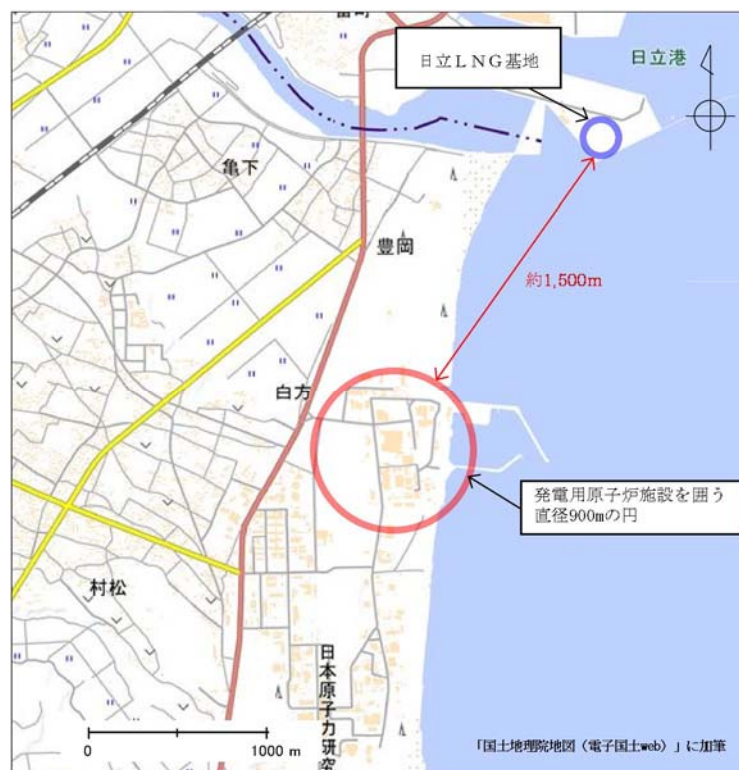 日立LNG基地
日立港
亀下
豊岡
約1,500m
白方
発電用原子炉施設を囲う
直径900mの円
村松
日本原子力研究
0 1000 m
「国土地理院地図（電子国土web）」に加筆